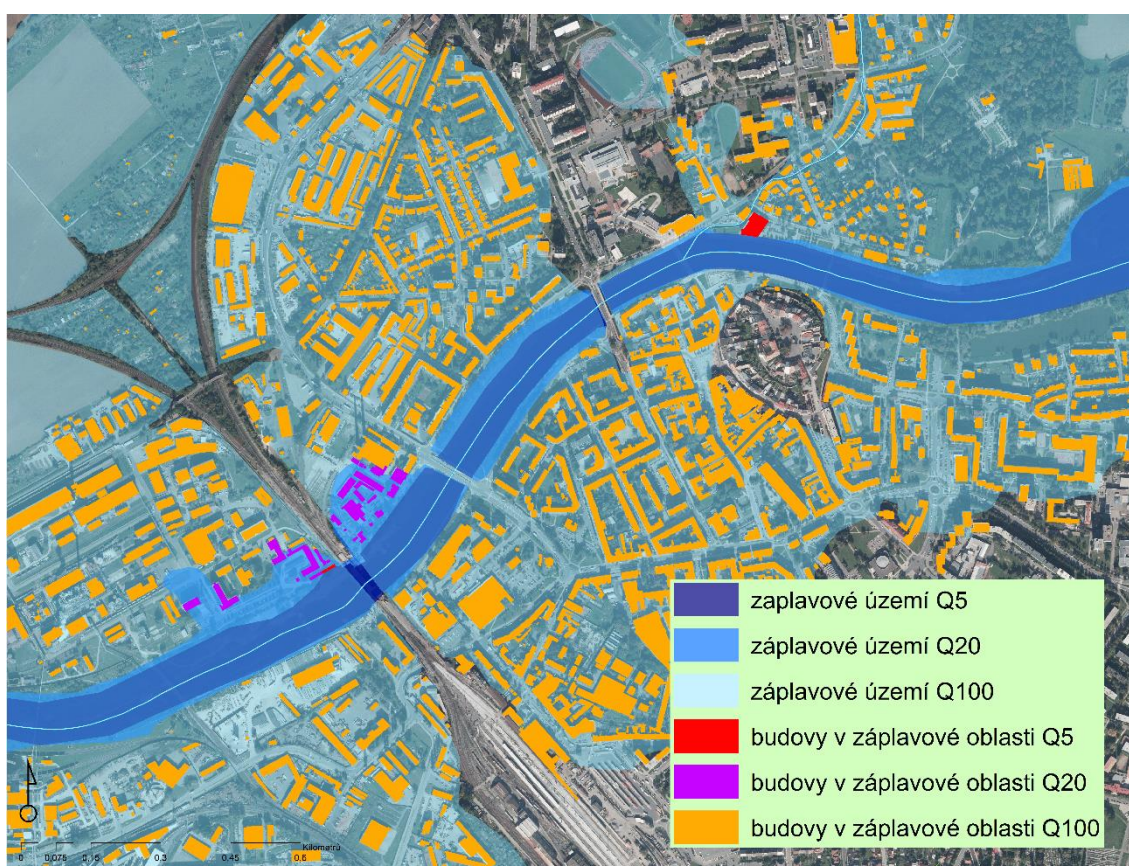 zaplavové území Q5
záplavové území Q20
záplavové území Q100
budovy v záplavové oblasti Q5
budovy v záplavové oblasti Q20
budovy v záplavové oblasti Q100
Kilometrů
0 0,075 0,15 0,3 0,45 0,6